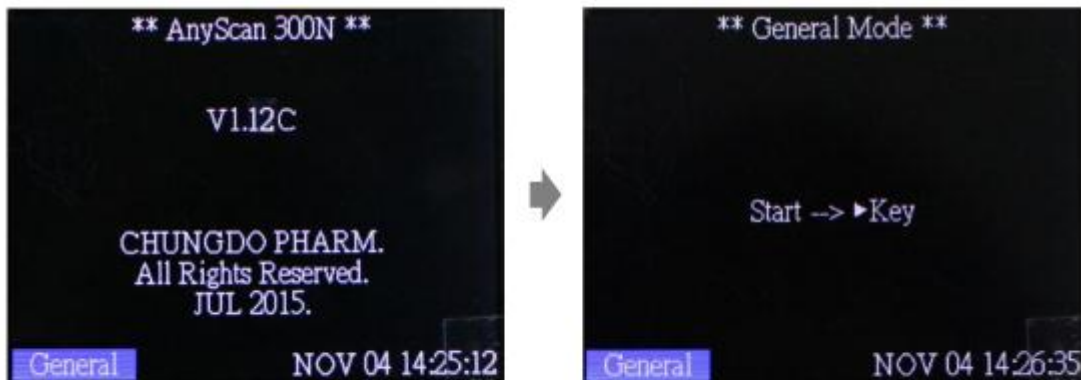 ** AnyScan 300N **
V1.12C
CHUNGDO PHARM.
All Rights Reserved.
JUL 2015.
General
NOV 04 14:25:12
** General Mode **
Start --> ▶Key
General
NOV 04 14:26:35